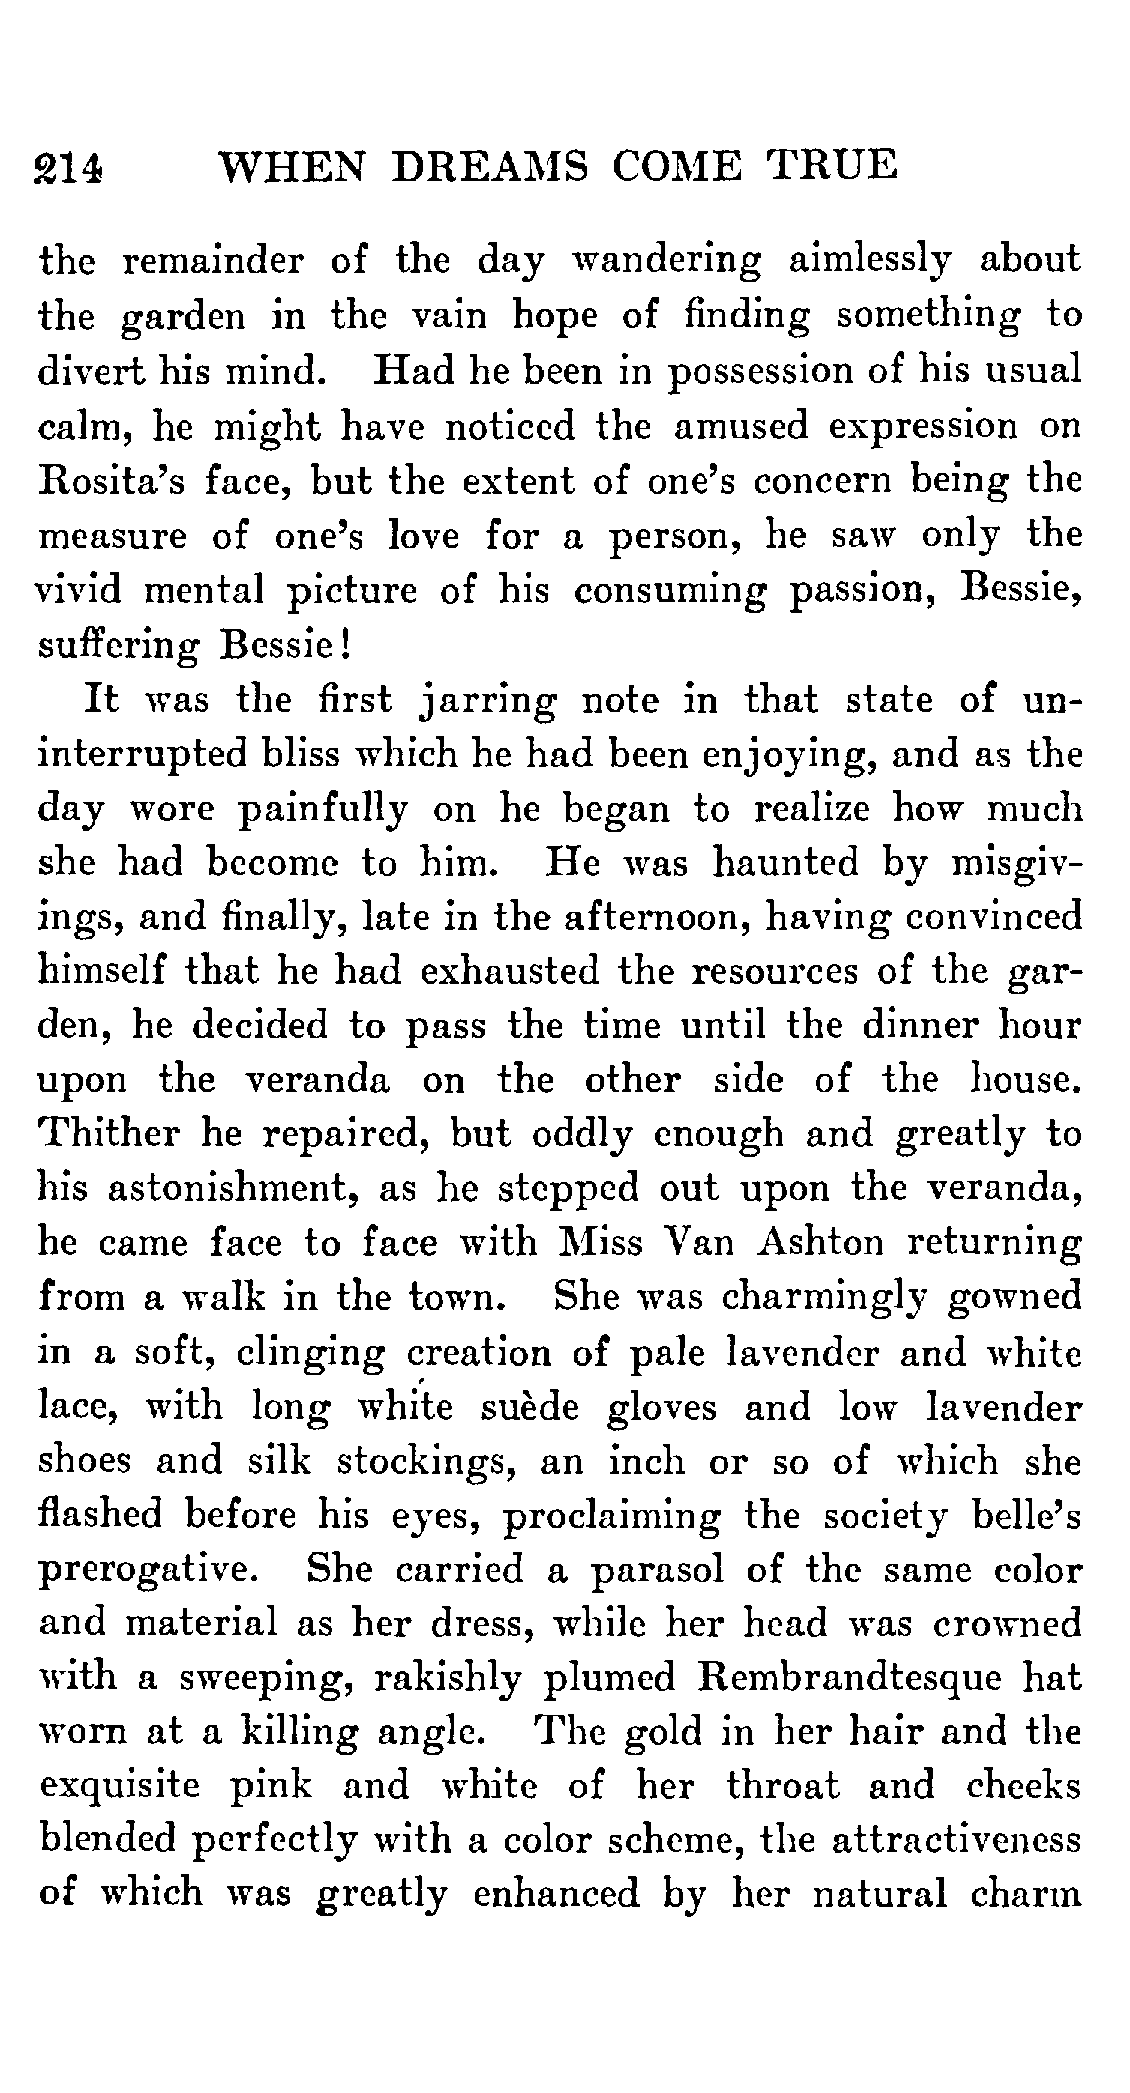 214 WHEN DREAMS COME TRUE
the remainder of the day wandering aimlessly about
the garden in the vain hope of finding something to
divert his mind. Had he been in possession of his usual
calm, he might have noticed the amused expression on
Rosita's face, but the extent of one's concern being the
measure of one's love for a person, he saw only the
vivid mental picture of his consuming passion, Bessie,
suffering Bessie!
It was the first jarring note in that state of un-
interrupted bliss which he had been enjoying, and as the
day wore painfully on he began to realize how much
she had become to him. He was haunted by misgiv-
ings, and finally, late in the afternoon, having convinced
himself that he had exhausted the resources of the gar-
den, he decided to pass the time until the dinner hour
upon the veranda on the other side of the house.
Thither he repaired, but oddly enough and greatly to
his astonishment, as he stepped out upon the veranda,
he came face to face with Miss Van Ashton returning
from a walk in the town. She was charmingly gowned
in a soft, clinging creation of pale lavender and white
lace, with long white suède gloves and low lavender
shoes and silk stockings, an inch or so of which she
flashed before his eyes, proclaiming the society belle's
prerogative. She carried a parasol of the same color
and material as her dress, while her head was crowned
with a sweeping, rakishly plumed Rembrandtesque hat
worn at a killing angle. The gold in her hair and the
exquisite pink and white of her throat and cheeks
blended perfectly with a color scheme, the attractiveness
of which was greatly enhanced by her natural charm